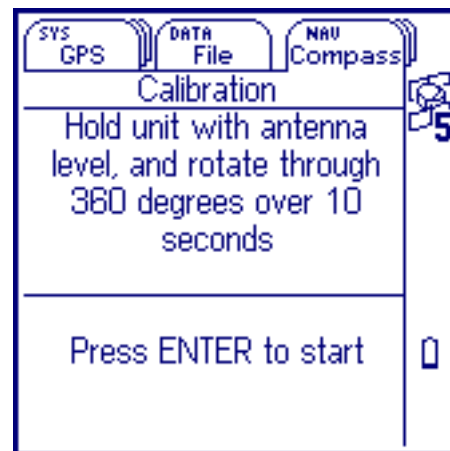 SYS DATA NAV
GPS File Compass
Calibration
Hold unit with antenna
level, and rotate through
360 degrees over 10
seconds
5
Press ENTER to start